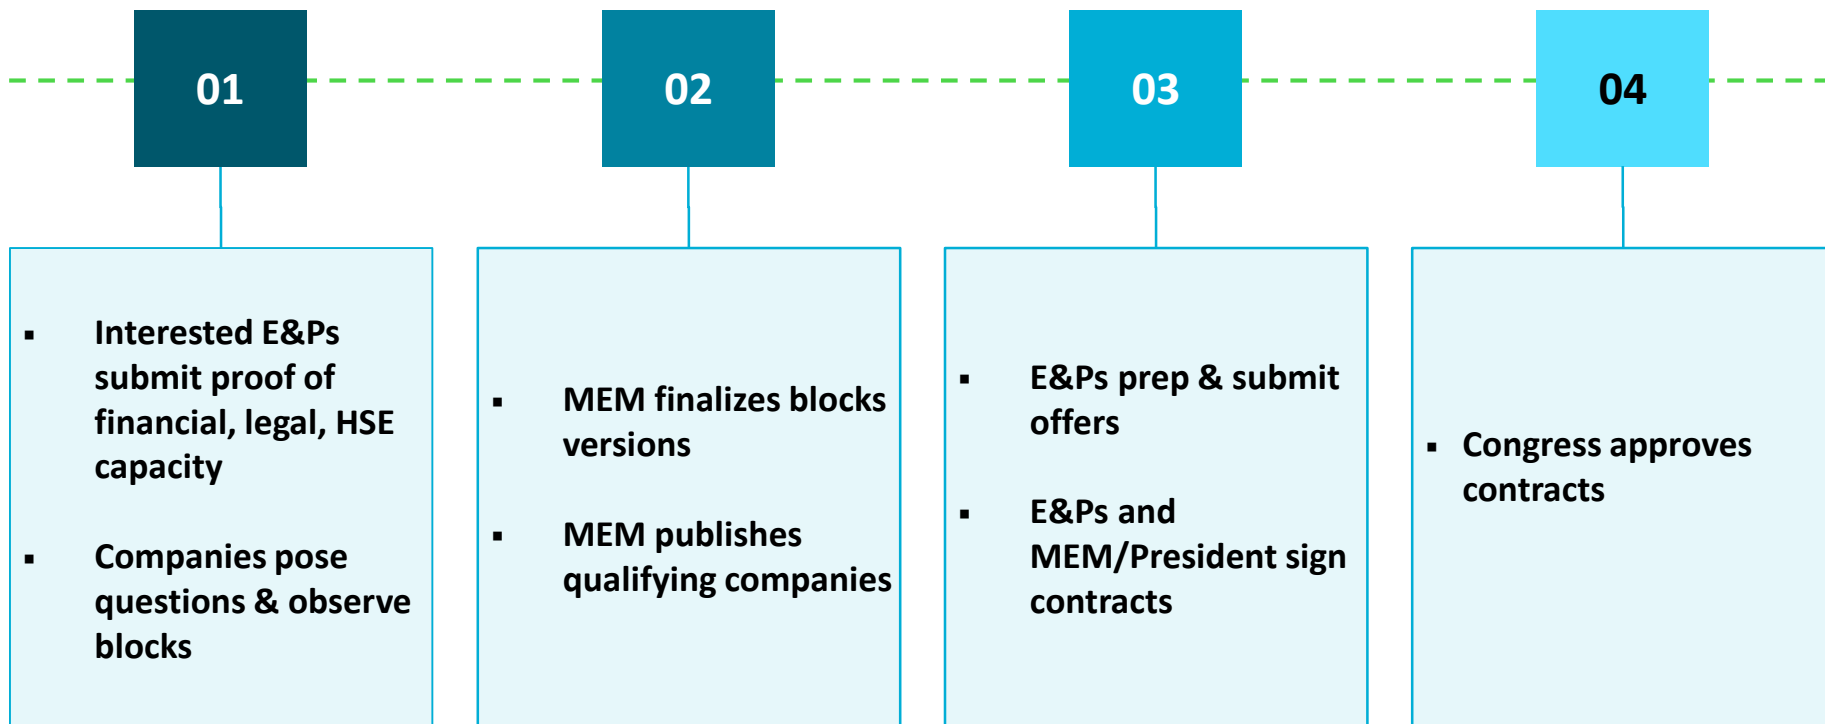 01
02
03
04
▪ Interested E&Ps
submit proof of
financial, legal, HSE
capacity
▪ Companies pose
questions & observe
blocks
▪ MEM finalizes blocks
versions
▪ MEM publishes
qualifying companies
▪ E&Ps prep & submit
offers
▪ E&Ps and
MEM/President sign
contracts
▪ Congress approves
contracts